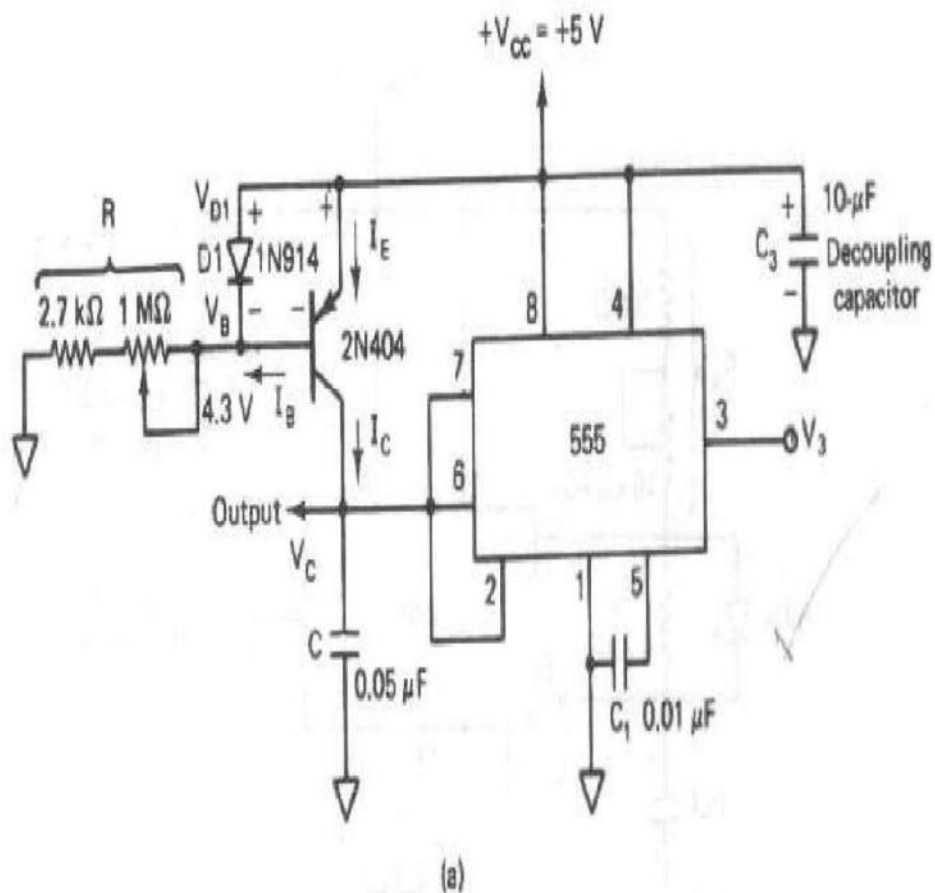 +V_CC = +5 V
R
V_D1
+
+
I_E
10-μF
+
C_3
Decoupling
capacitor
-
D1
1N914
2.7 kΩ
1 MΩ
V_B
-
-
8
4
2N404
4.3 V
I_B
7
3
V_3
555
I_C
6
Output
V_C
2
1
5
C
0.05 μF
C_1
0.01 μF
(a)